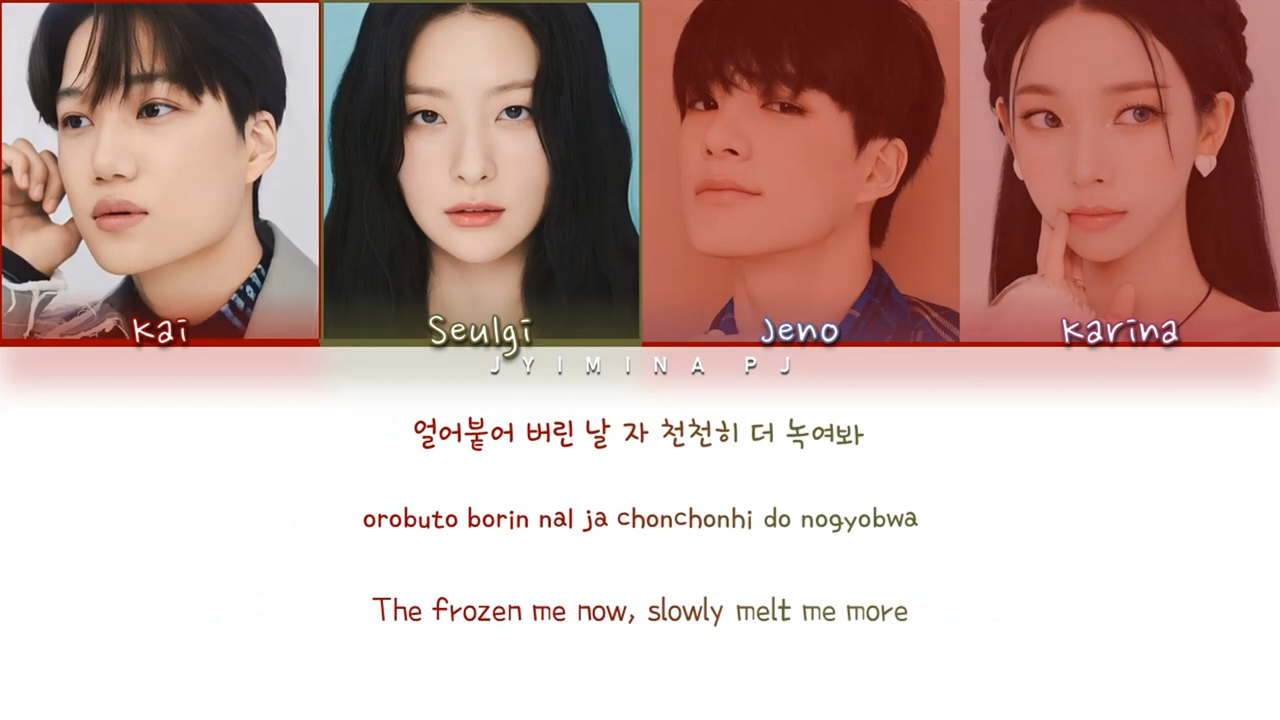 Kai
Seulgi
Jeno
Karina
JYIMINA PJ
얼어붙어 버린 날 자 천천히 더 녹여봐
orobuto borin nal ja chonchonhi do nogyobwa
The frozen me now, slowly melt me more